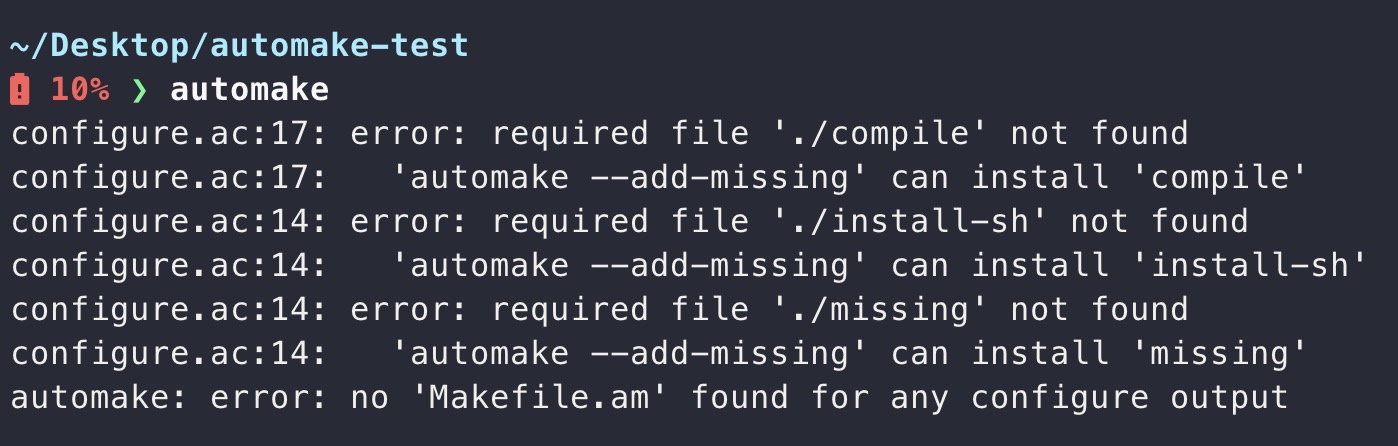 ~/Desktop/automake-test
10% ❯ automake
configure.ac:17: error: required file './compile' not found
configure.ac:17:   'automake --add-missing' can install 'compile'
configure.ac:14: error: required file './install-sh' not found
configure.ac:14:   'automake --add-missing' can install 'install-sh'
configure.ac:14: error: required file './missing' not found
configure.ac:14:   'automake --add-missing' can install 'missing'
automake: error: no 'Makefile.am' found for any configure output